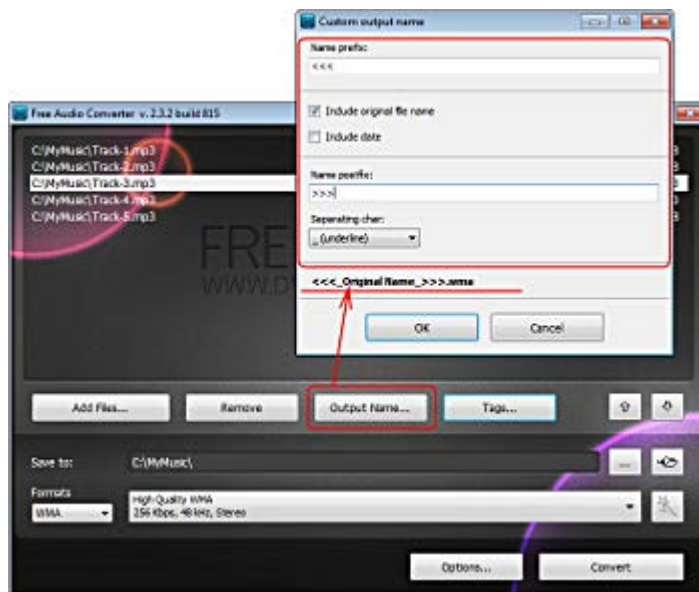 Custom output name
Name prefix:
<<<
Include original file name
Include date
Name postfix:
>>>
Separating char:
_ (underline)
<<<_Original Name_>>>.wma
OK
Cancel
Free Audio Converter v. 2.3.2 build 815
C:\MyMusic\Track-1.mp3
C:\MyMusic\Track-2.mp3
C:\MyMusic\Track-3.mp3
C:\MyMusic\Track-4.mp3
C:\MyMusic\Track-5.mp3
FRE
WWW.D
Add Files...
Remove
Output Name...
Tags...
Save to:
C:\MyMusic\
...
Formats
WMA
High-Quality WMA
256 Kbps, 48 kHz, Stereo
Options...
Convert